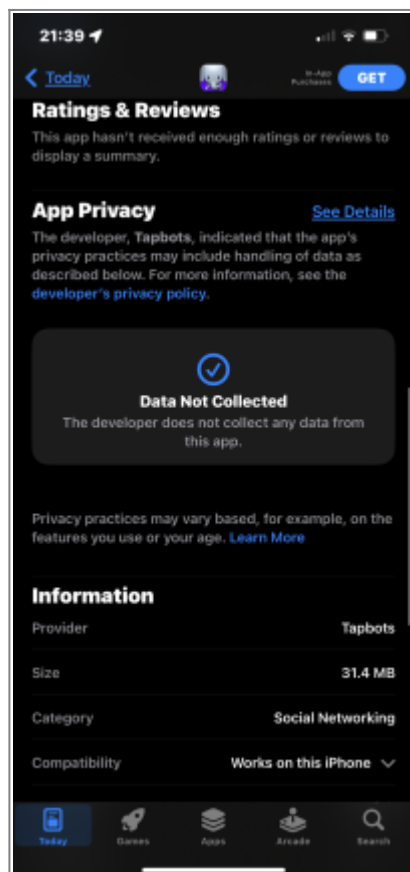 21:39
Today
In-App
Purchases
GET
Ratings & Reviews
This app hasn't received enough ratings or reviews to
display a summary.
App Privacy
See Details
The developer, Tapbots, indicated that the app's
privacy practices may include handling of data as
described below. For more information, see the
developer's privacy policy.
Data Not Collected
The developer does not collect any data from
this app.
Privacy practices may vary based, for example, on the
features you use or your age. Learn More
Information
Provider
Tapbots
Size
31.4 MB
Category
Social Networking
Compatibility
Works on this iPhone
Today
Games
Apps
Arcade
Search